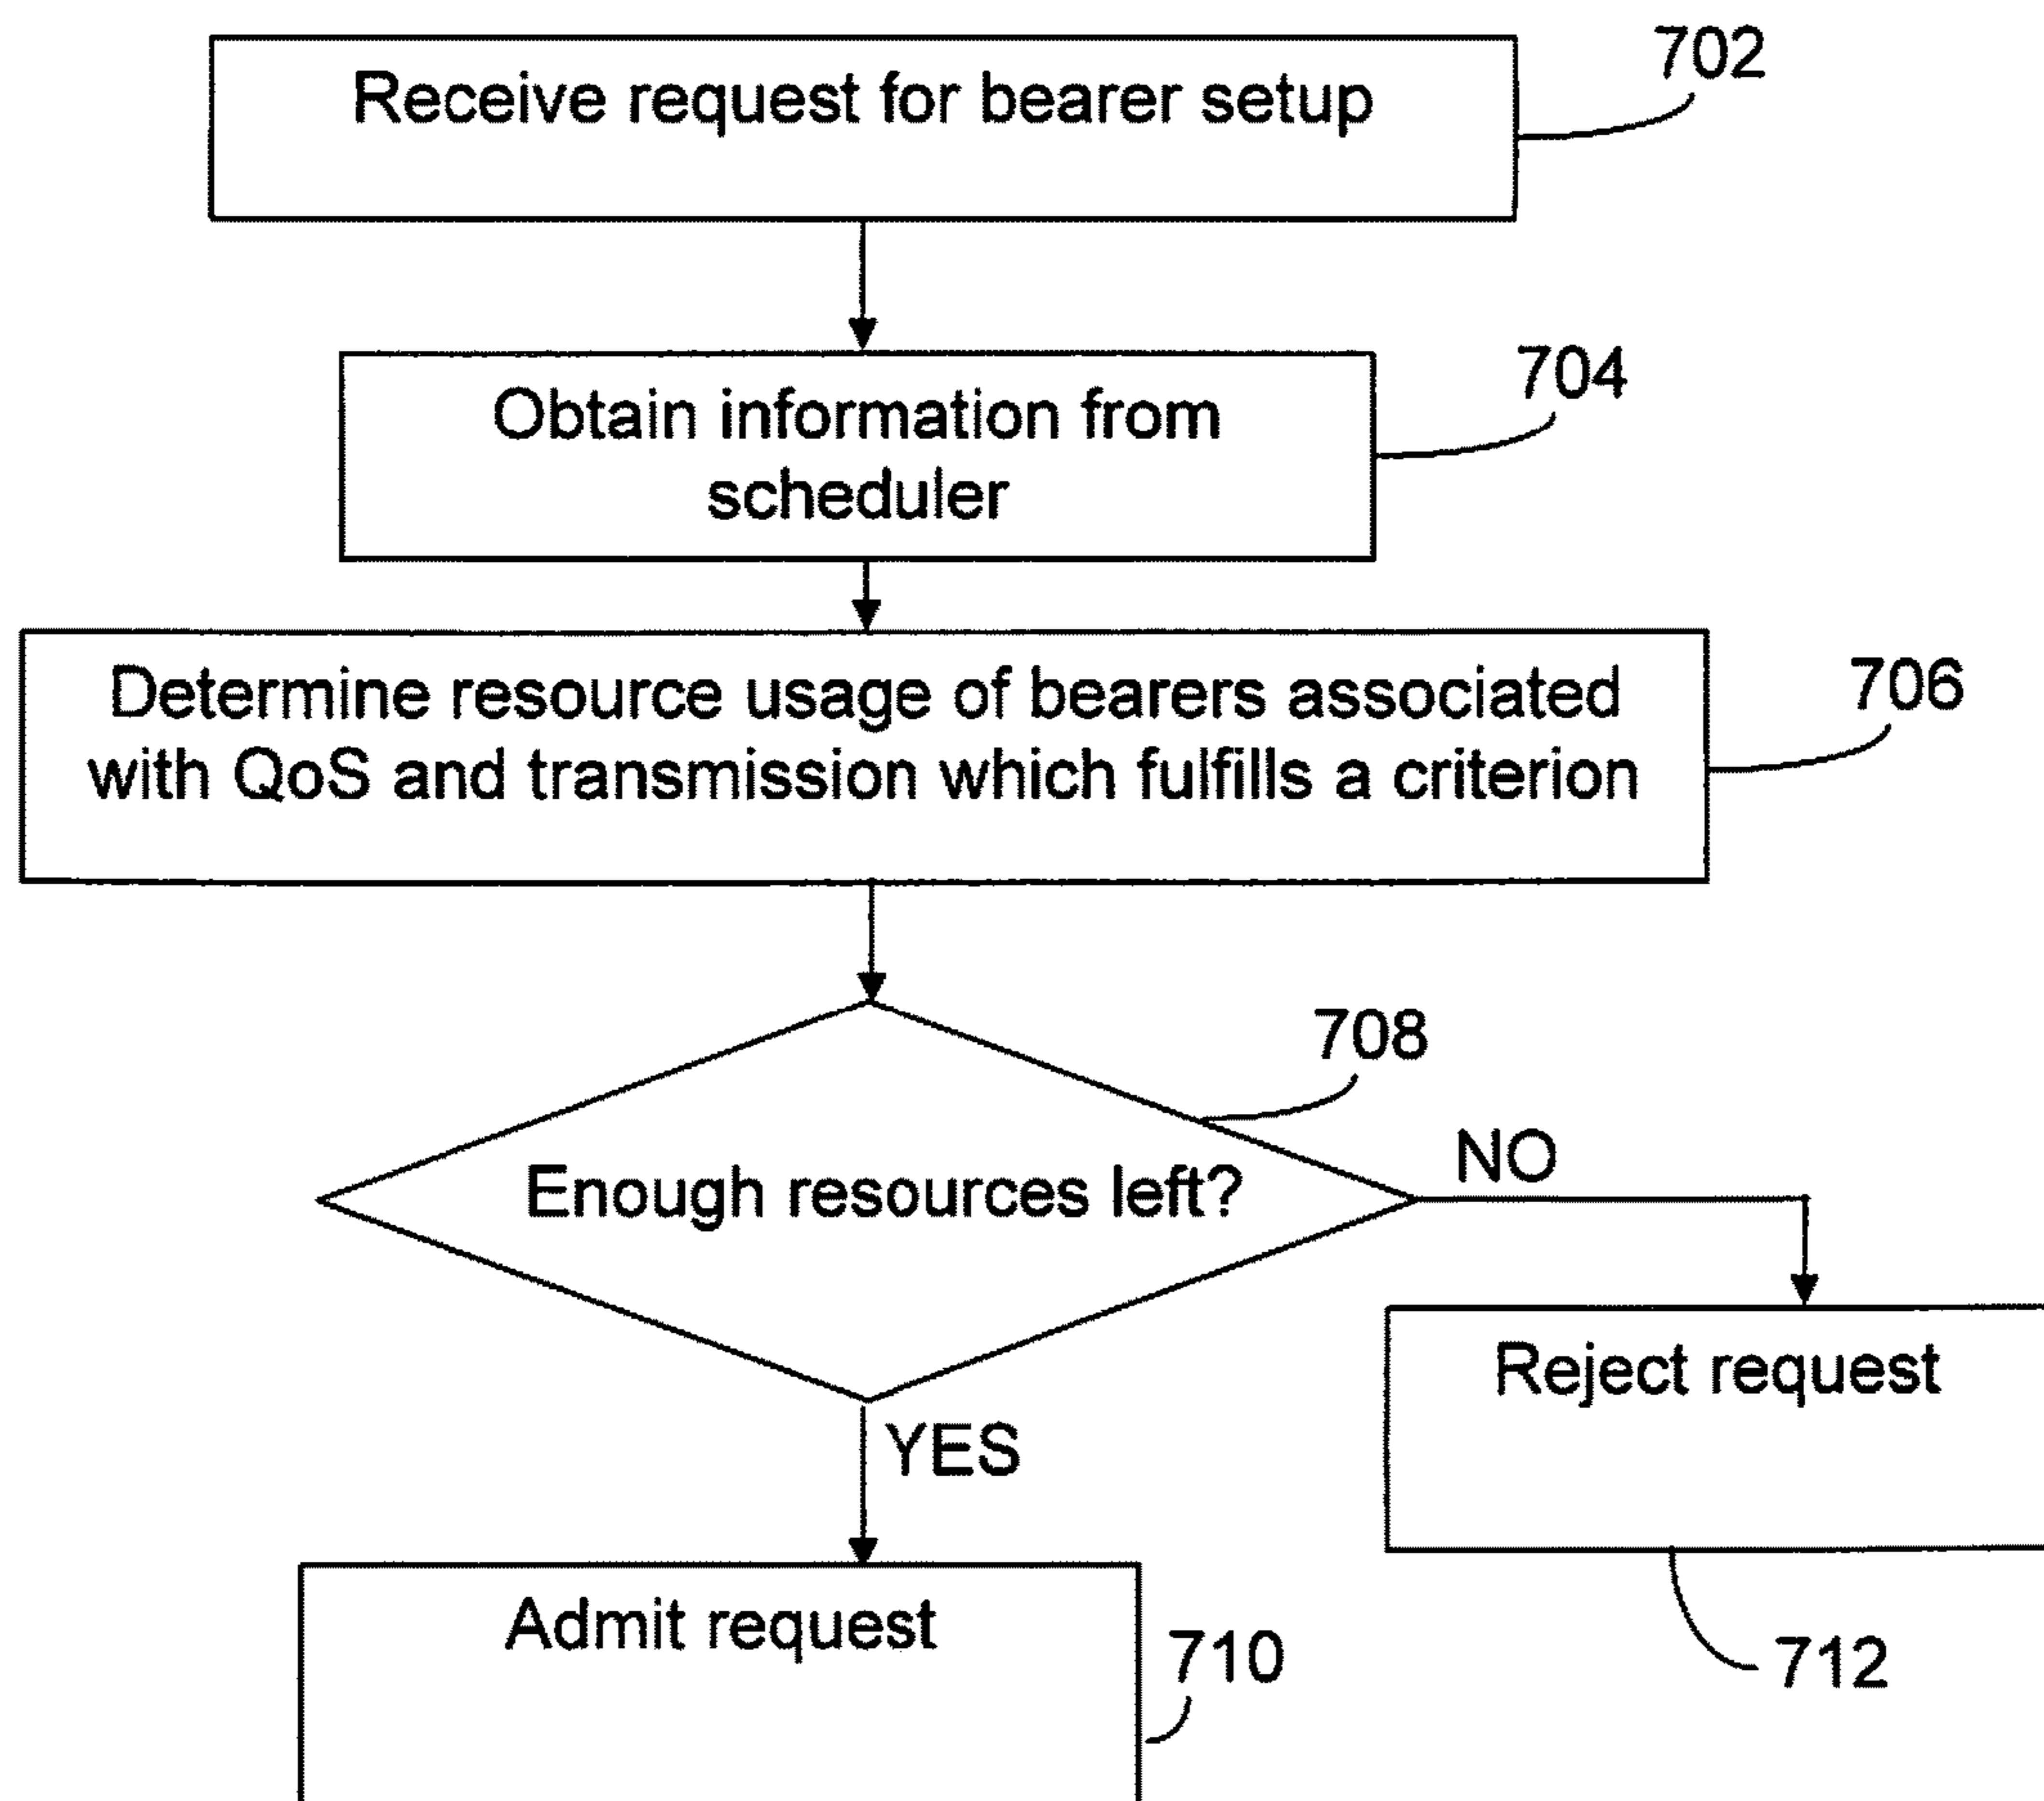 702
Receive request for bearer setup
704
Obtain information from
scheduler
706
Determine resource usage of bearers associated
with QoS and transmission which fulfills a criterion
708
NO
Enough resources left?
Reject request
YES
Admit request
710
712